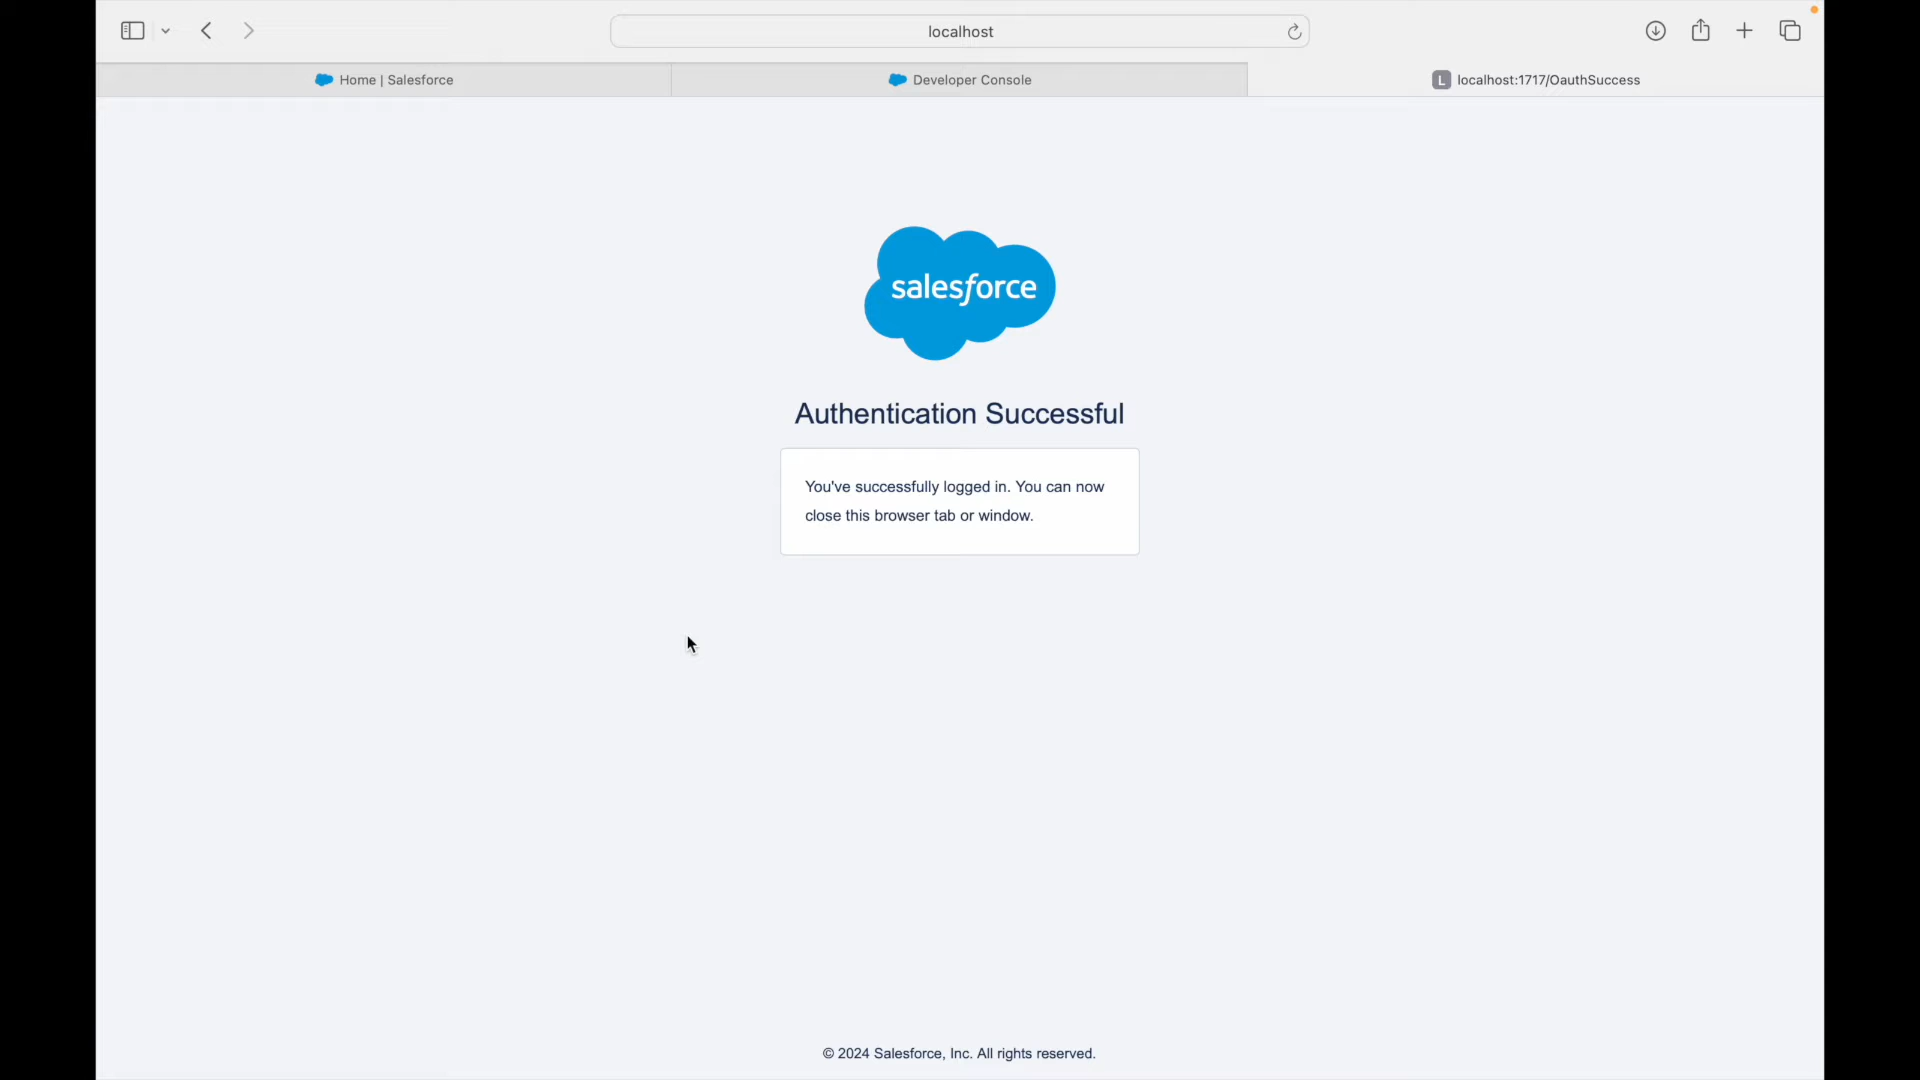 localhost
Home | Salesforce
Developer Console
L localhost:1717/OauthSuccess
salesforce
Authentication Successful
You've successfully logged in. You can now
close this browser tab or window.
© 2024 Salesforce, Inc. All rights reserved.